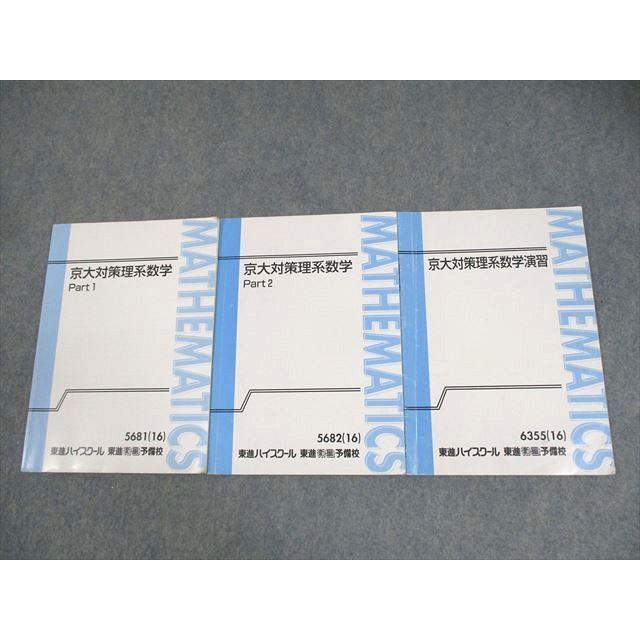 京大対策理系数学
Part 1
5681(16)
東進ハイスクール 東進衛星予備校
MATHEMATICS
京大対策理系数学
Part 2
5682(16)
東進ハイスクール 東進衛星予備校
MATHEMATICS
京大対策理系数学演習
6355(16)
東進ハイスクール 東進衛星予備校
MATHEMATICS